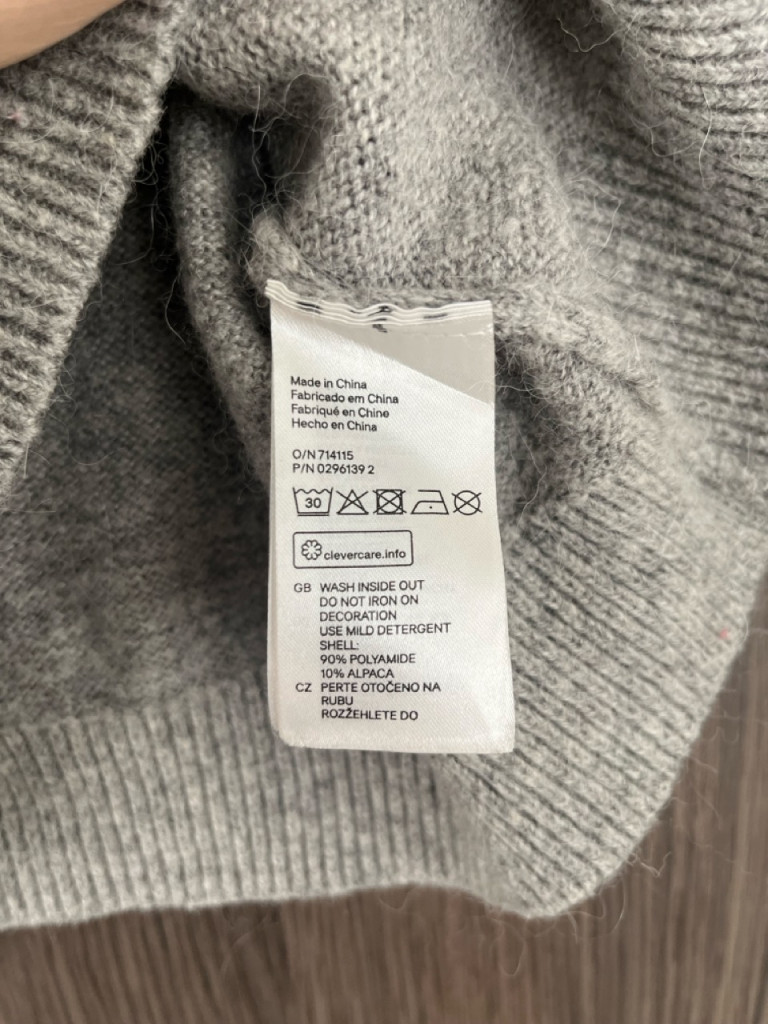 Made in China
Fabricado em China
Fabriqué en Chine
Hecho en China
O/N 714115
P/N 0296139 2
30
clevercare.info
GB WASH INSIDE OUT
DO NOT IRON ON
DECORATION
USE MILD DETERGENT
SHELL:
90% POLYAMIDE
10% ALPACA
CZ PERTE OTOČENO NA
RUBU
ROZŽEHLETE DO